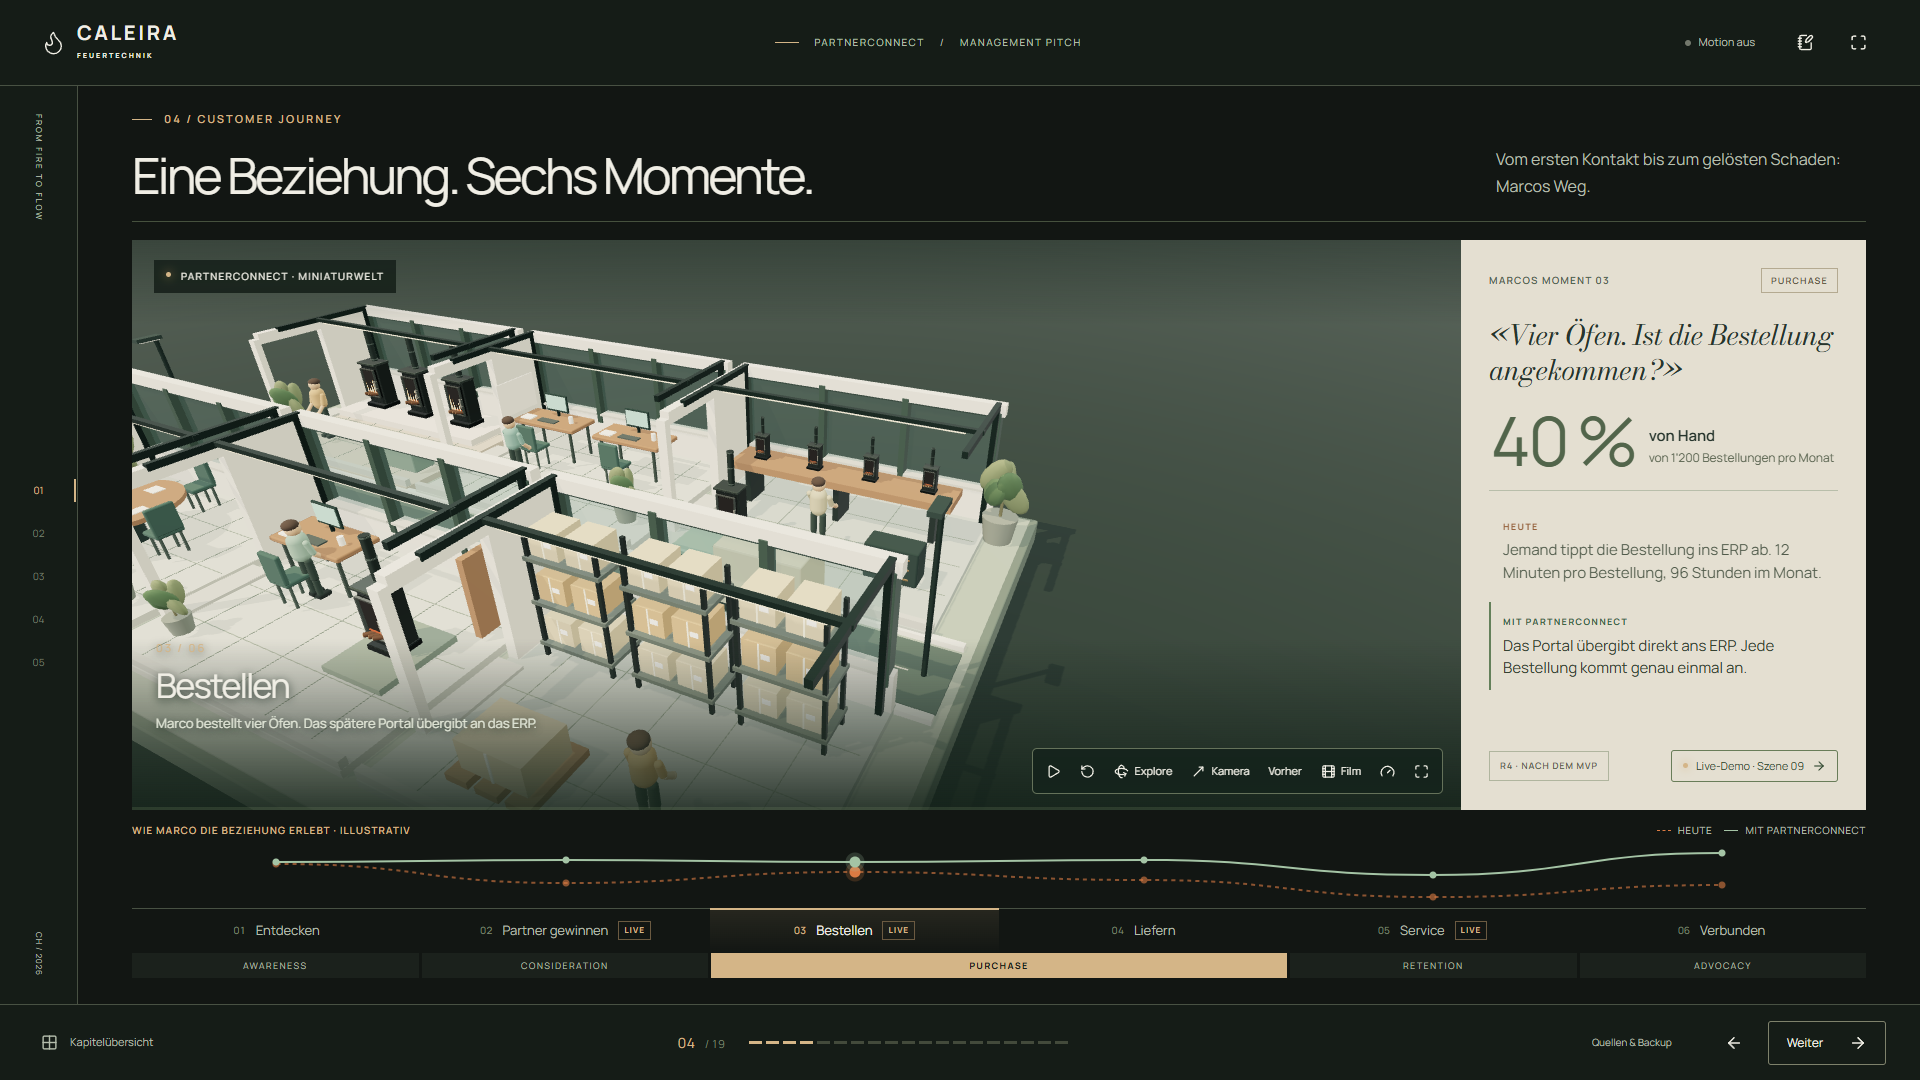 CALEIRA
FEUERTECHNIK
PARTNERCONNECT / MANAGEMENT PITCH
Motion aus
FROM FIRE TO FLOW
04 / CUSTOMER JOURNEY
Eine Beziehung. Sechs Momente.
Vom ersten Kontakt bis zum gelösten Schaden:
Marcos Weg.
PARTNERCONNECT · MINIATURWELT
01
02
03
04
05
CH / 2026
Bestellen
Marco bestellt vier Öfen. Das spätere Portal übergibt an das ERP.
Explore
Kamera
Vorher
Film
MARCOS MOMENT 03
PURCHASE
«Vier Öfen. Ist die Bestellung
angekommen?»
40 %
von Hand
von 1'200 Bestellungen pro Monat
HEUTE
Jemand tippt die Bestellung ins ERP ab. 12
Minuten pro Bestellung, 96 Stunden im Monat.
MIT PARTNERCONNECT
Das Portal übergibt direkt ans ERP. Jede
Bestellung kommt genau einmal an.
R4 · NACH DEM MVP
Live-Demo · Szene 09
WIE MARCO DIE BEZIEHUNG ERLEBT · ILLUSTRATIV
HEUTE
MIT PARTNERCONNECT
01 Entdecken
02 Partner gewinnen LIVE
03 Bestellen LIVE
04 Liefern
05 Service LIVE
06 Verbunden
AWARENESS
CONSIDERATION
PURCHASE
RETENTION
ADVOCACY
Kapitelübersicht
04 / 19
Quellen & Backup
Weiter